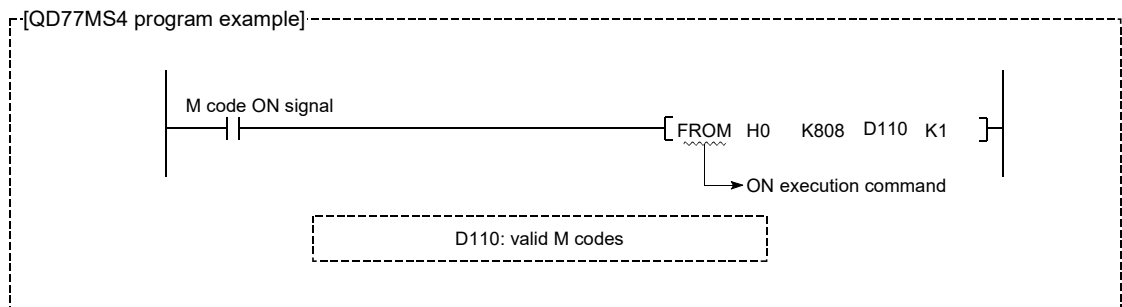 [QD77MS4 program example]
M code ON signal
FROM H0 K808 D110 K1
ON execution command
D110: valid M codes